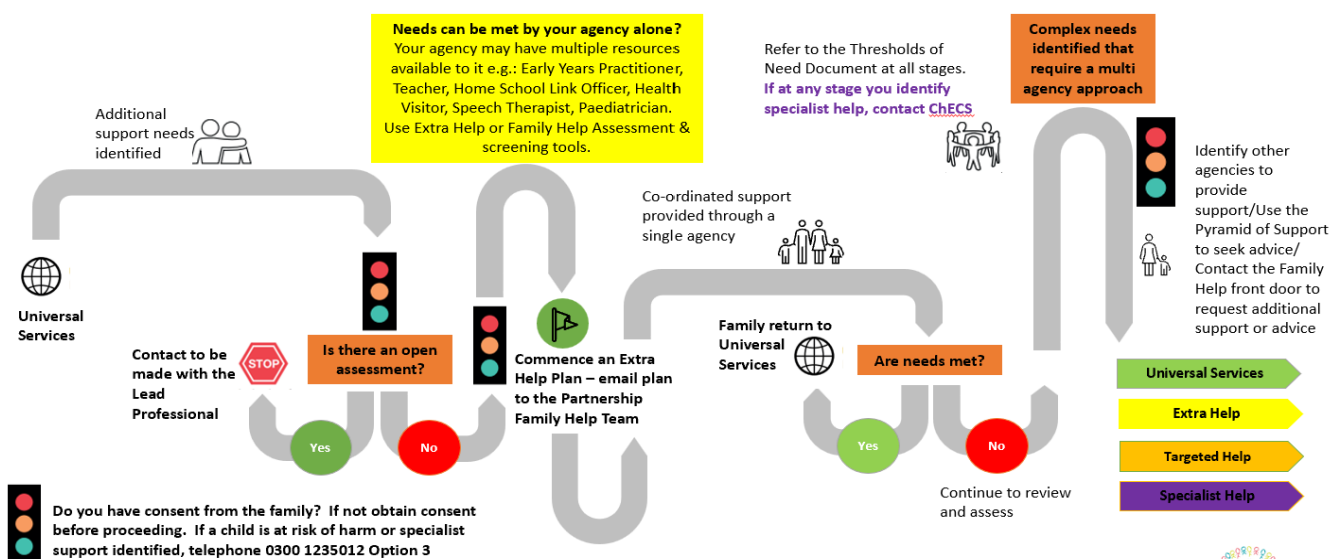 Needs can be met by your agency alone?
Your agency may have multiple resources
available to it e.g.: Early Years Practitioner,
Teacher, Home School Link Officer, Health
Visitor, Speech Therapist, Paediatrician.
Use Extra Help or Family Help Assessment &
screening tools.
Refer to the Thresholds of
Need Document at all stages.
If at any stage you identify
specialist help, contact ChECS
Complex needs
identified that
require a multi
agency approach
Additional
support needs
identified
Identify other
agencies to
provide
support/Use the
Pyramid of Support
to seek advice/
Contact the Family
Help front door to
request additional
support or advice
Co-ordinated support
provided through a
single agency
Universal
Services
Contact to be
made with the
Lead
Professional
STOP
Is there an open
assessment?
Yes
No
Commence an Extra
Help Plan – email plan
to the Partnership
Family Help Team
Family return to
Universal
Services
Are needs met?
Yes
No
Continue to review
and assess
Universal Services
Extra Help
Targeted Help
Specialist Help
Do you have consent from the family? If not obtain consent
before proceeding. If a child is at risk of harm or specialist
support identified, telephone 0300 1235012 Option 3